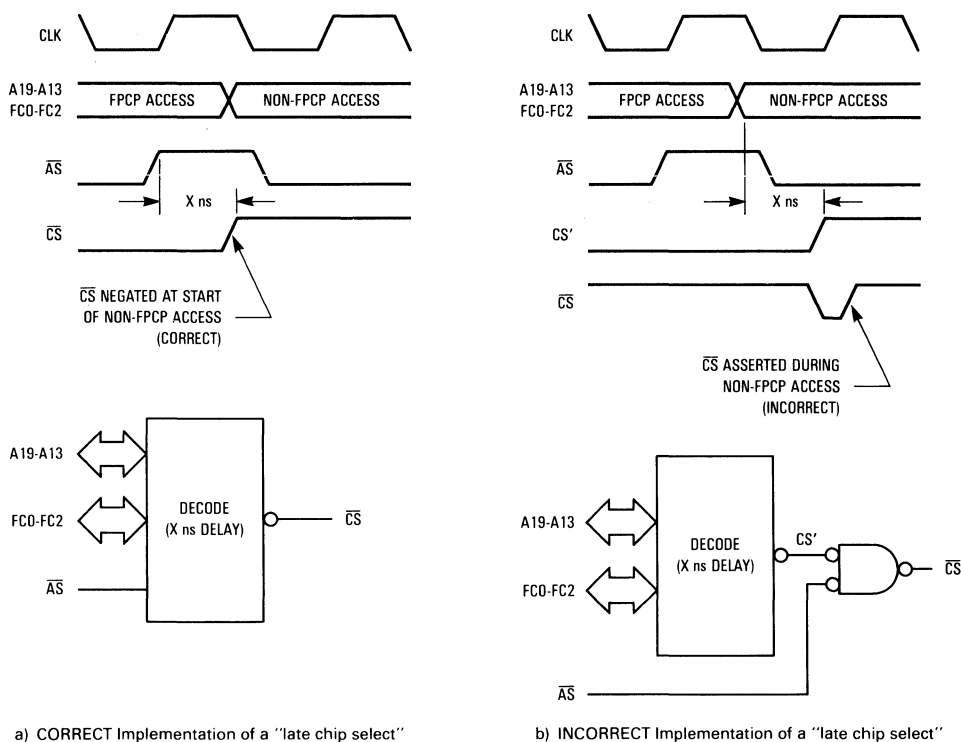 CLK
A19-A13
FC0-FC2
FPCP ACCESS
NON-FPCP ACCESS
AS
X ns
CS
CS NEGATED AT START
OF NON-FPCP ACCESS
(CORRECT)
A19-A13
FC0-FC2
AS
DECODE
(X ns DELAY)
CS
a) CORRECT Implementation of a "late chip select"
CLK
A19-A13
FC0-FC2
FPCP ACCESS
NON-FPCP ACCESS
AS
X ns
CS'
CS
CS ASSERTED DURING
NON-FPCP ACCESS
(INCORRECT)
A19-A13
FC0-FC2
DECODE
(X ns DELAY)
CS'
CS
AS
b) INCORRECT Implementation of a "late chip select"